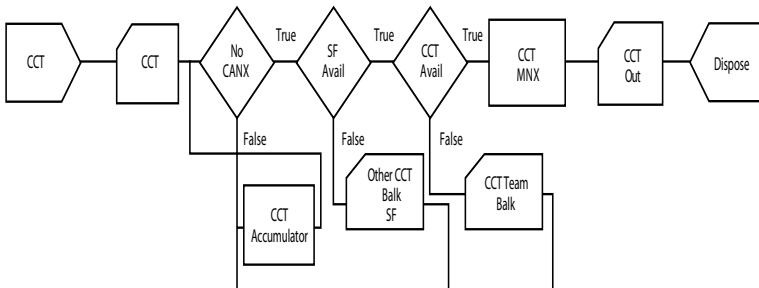 CCT
CCT
No
CANX
True
SF
Avail
True
CCT
Avail
True
CCT
MNX
CCT
Out
Dispose
False
False
False
CCT
Accumulator
Other CCT
Balk
SF
CCT Team
Balk